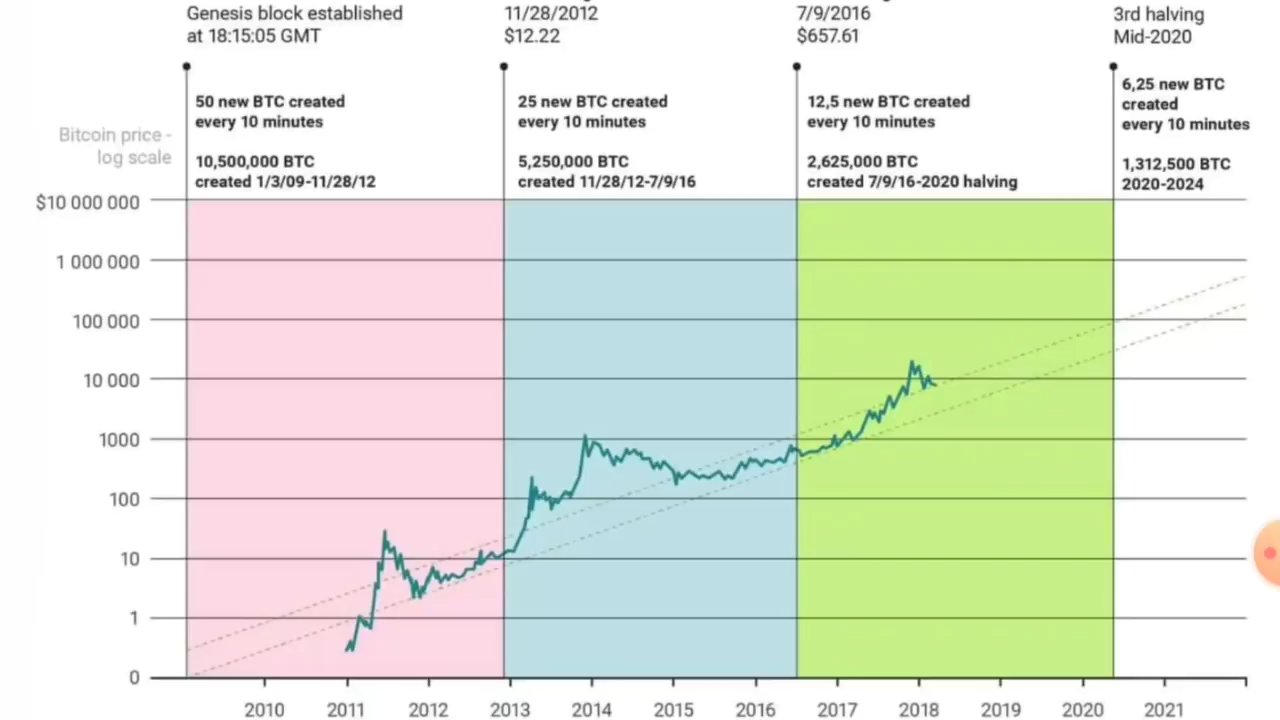 Genesis block established
at 18:15:05 GMT
11/28/2012
$12.22
7/9/2016
$657.61
3rd halving
Mid-2020
50 new BTC created
every 10 minutes
10,500,000 BTC
created 1/3/09-11/28/12
25 new BTC created
every 10 minutes
5,250,000 BTC
created 11/28/12-7/9/16
12,5 new BTC created
every 10 minutes
2,625,000 BTC
created 7/9/16-2020 halving
6,25 new BTC
created
every 10 minutes
1,312,500 BTC
2020-2024
Bitcoin price -
log scale
$10 000 000
1 000 000
100 000
10 000
1000
100
10
1
0
2010 2011 2012 2013 2014 2015 2016 2017 2018 2019 2020 2021